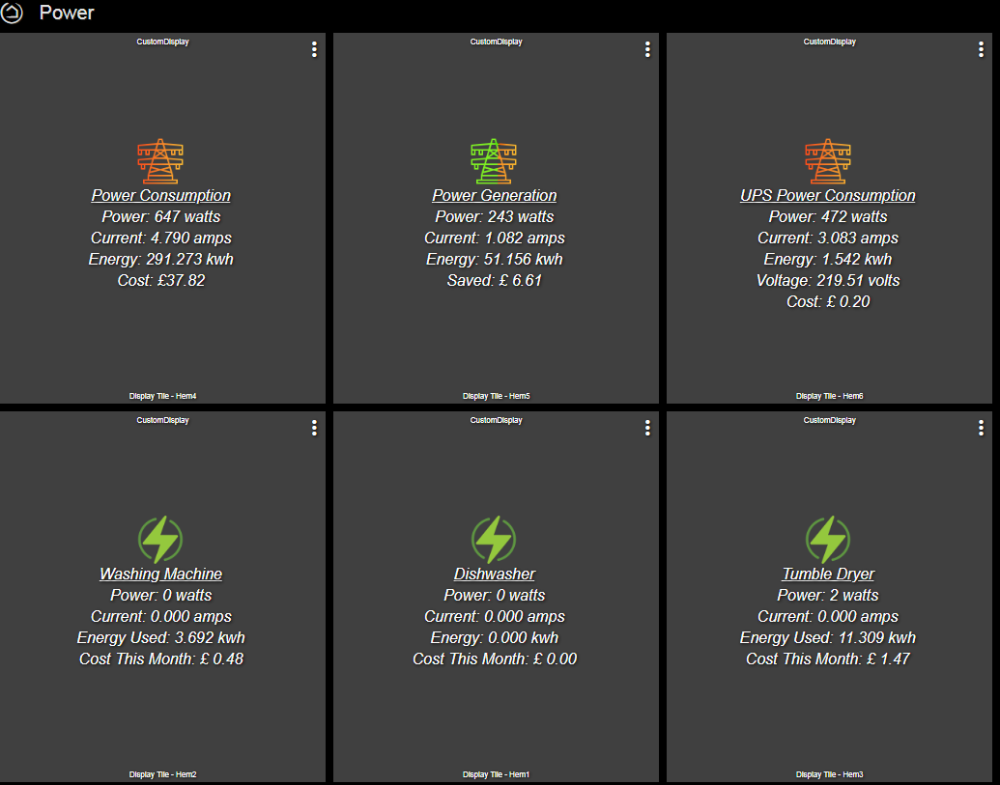 Power
CustomDisplay
Power Consumption
Power: 647 watts
Current: 4.790 amps
Energy: 291.273 kwh
Cost: £37.82
Display Tile - Hem4
CustomDisplay
Power Generation
Power: 243 watts
Current: 1.082 amps
Energy: 51.156 kwh
Saved: £ 6.61
Display Tile - Hem5
CustomDisplay
UPS Power Consumption
Power: 472 watts
Current: 3.083 amps
Energy: 1.542 kwh
Voltage: 219.51 volts
Cost: £ 0.20
Display Tile - Hem6
CustomDisplay
Washing Machine
Power: 0 watts
Current: 0.000 amps
Energy Used: 3.692 kwh
Cost This Month: £ 0.48
Display Tile - Hem2
CustomDisplay
Dishwasher
Power: 0 watts
Current: 0.000 amps
Energy: 0.000 kwh
Cost This Month: £ 0.00
Display Tile - Hem1
CustomDisplay
Tumble Dryer
Power: 2 watts
Current: 0.000 amps
Energy Used: 11.309 kwh
Cost This Month: £ 1.47
Display Tile - Hem3